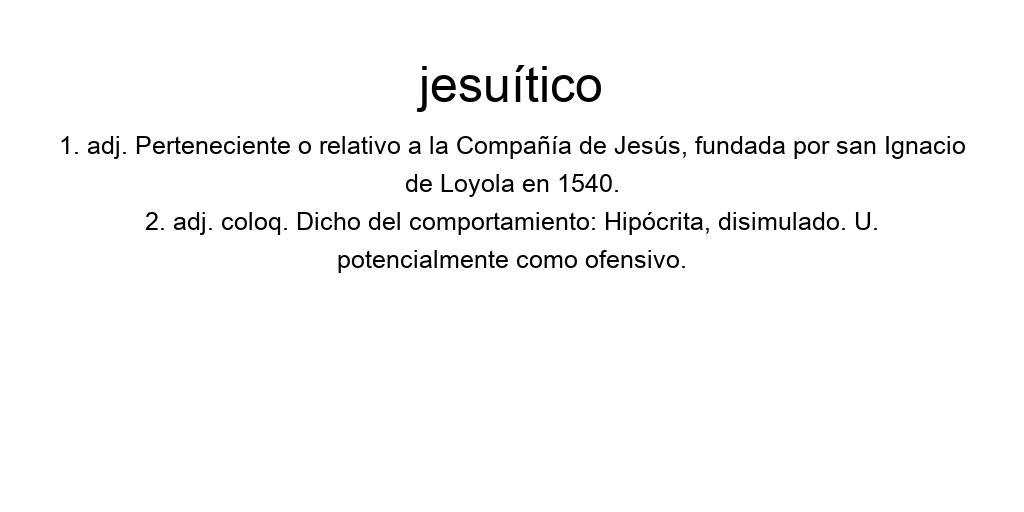 jesuítico
1. adj. Perteneciente o relativo a la Compañía de Jesús, fundada por san Ignacio
de Loyola en 1540.
2. adj. coloq. Dicho del comportamiento: Hipócrita, disimulado. U.
potencialmente como ofensivo.